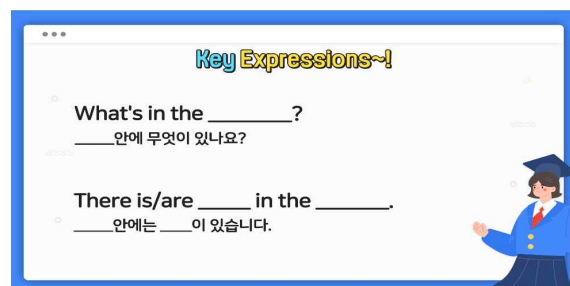 Key Expressions~!
What's in the ________?
_____안에 무엇이 있나요?
There is/are _____ in the _______.
_____안에는 ____이 있습니다.